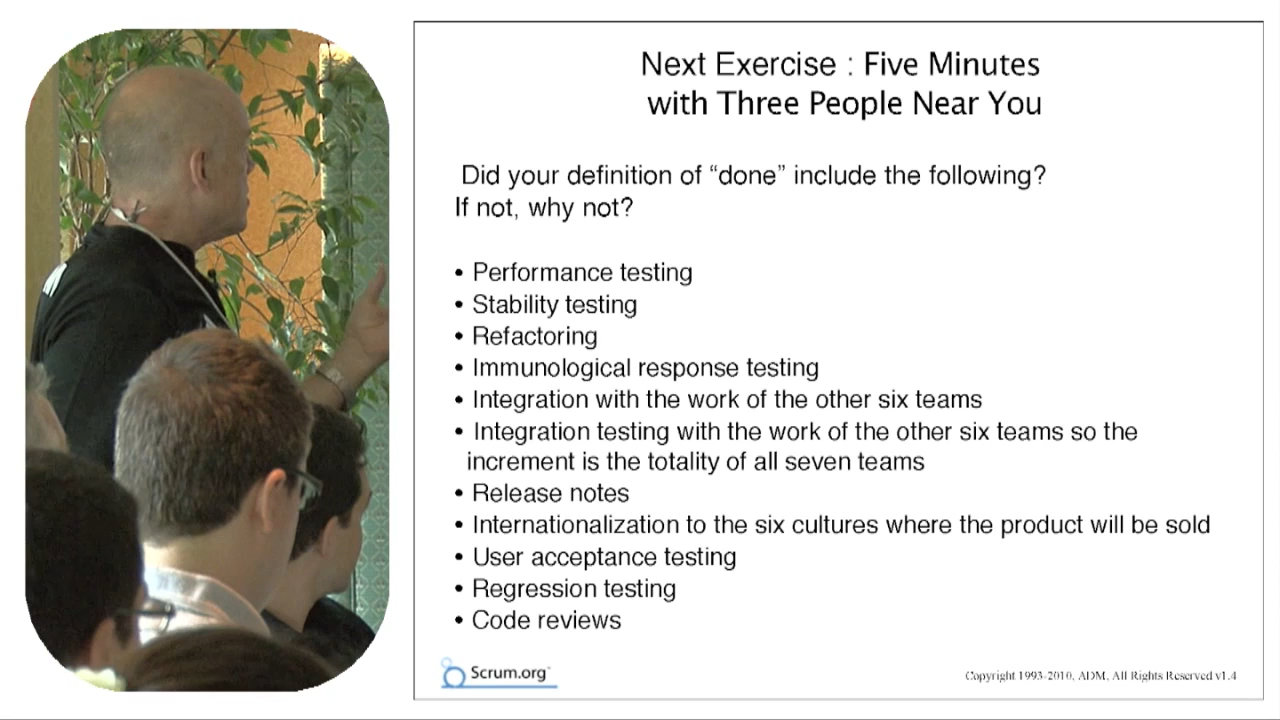 Next Exercise : Five Minutes
with Three People Near You
Did your definition of “done” include the following?
If not, why not?
• Performance testing
• Stability testing
• Refactoring
• Immunological response testing
• Integration with the work of the other six teams
• Integration testing with the work of the other six teams so the
increment is the totality of all seven teams
• Release notes
• Internationalization to the six cultures where the product will be sold
• User acceptance testing
• Regression testing
• Code reviews
Scrum.org™
Copyright 1993-2010, ADM, All Rights Reserved v1.4